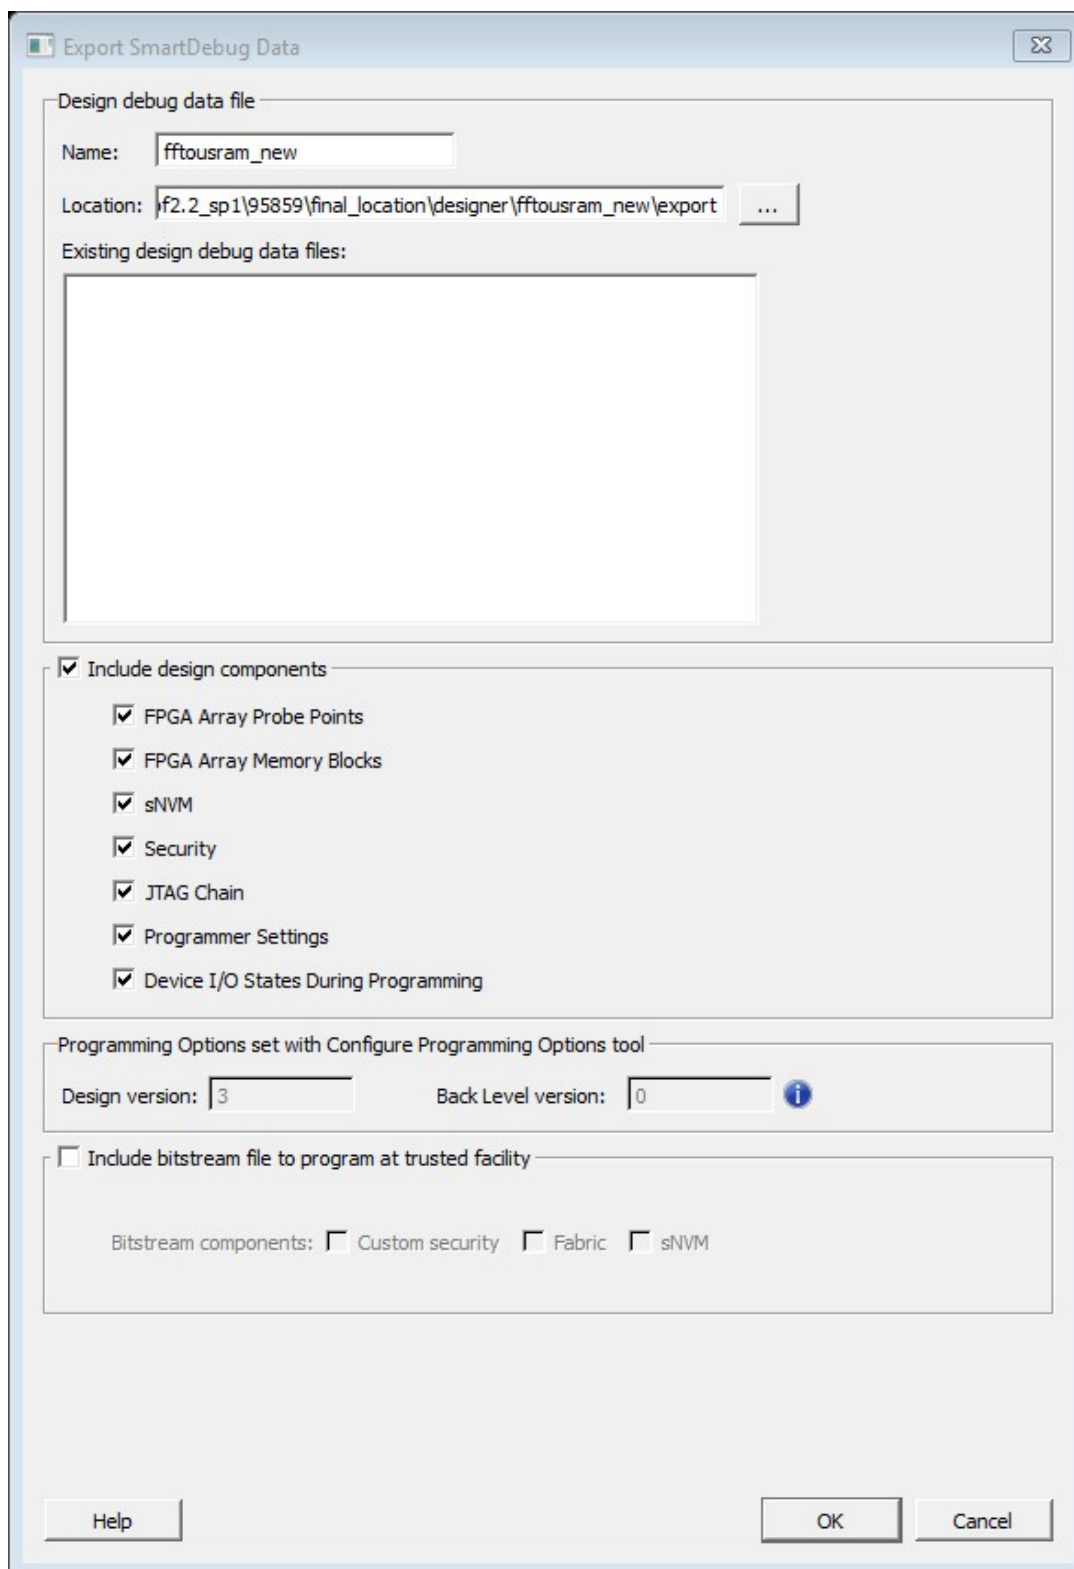 Export SmartDebug Data
Design debug data file
Name: fftousram_new
Location: of2.2_sp1\95859\final_location\designer\fftousram_new\export ...
Existing design debug data files:
Include design components
FPGA Array Probe Points
FPGA Array Memory Blocks
sNVM
Security
JTAG Chain
Programmer Settings
Device I/O States During Programming
Programming Options set with Configure Programming Options tool
Design version: 3 Back Level version: 0
Include bitstream file to program at trusted facility
Bitstream components: Custom security Fabric sNVM
Help OK Cancel